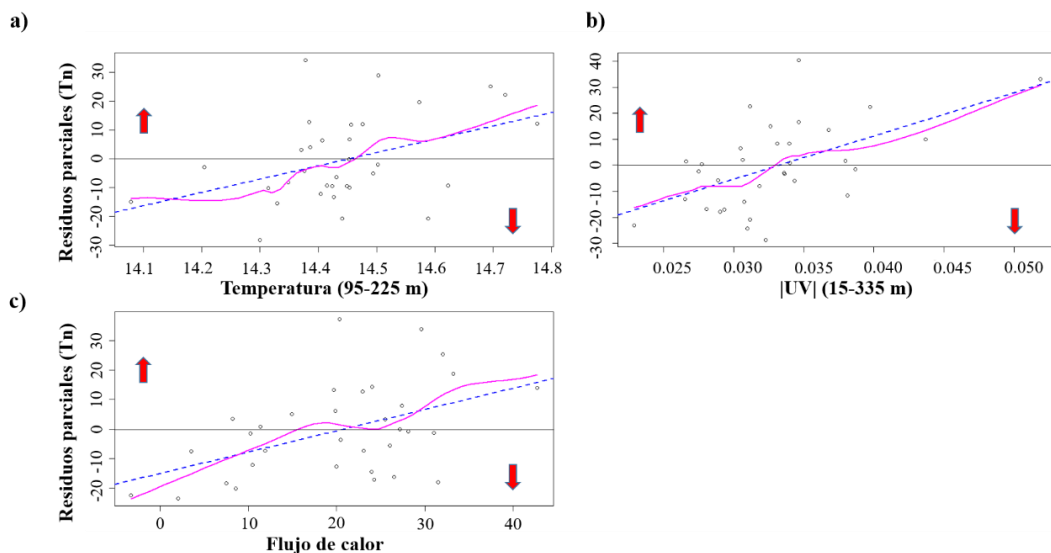 a)
Residuos parciales (Tn)
30
20
10
0
-10
-20
-30
14.1 14.2 14.3 14.4 14.5 14.6 14.7 14.8
Temperatura (95-225 m)
b)
40
30
20
10
0
-10
-20
-30
0.025 0.030 0.035 0.040 0.045 0.050
|UV| (15-335 m)
c)
Residuos parciales (Tn)
30
20
10
0
-10
-20
0 10 20 30 40
Flujo de calor